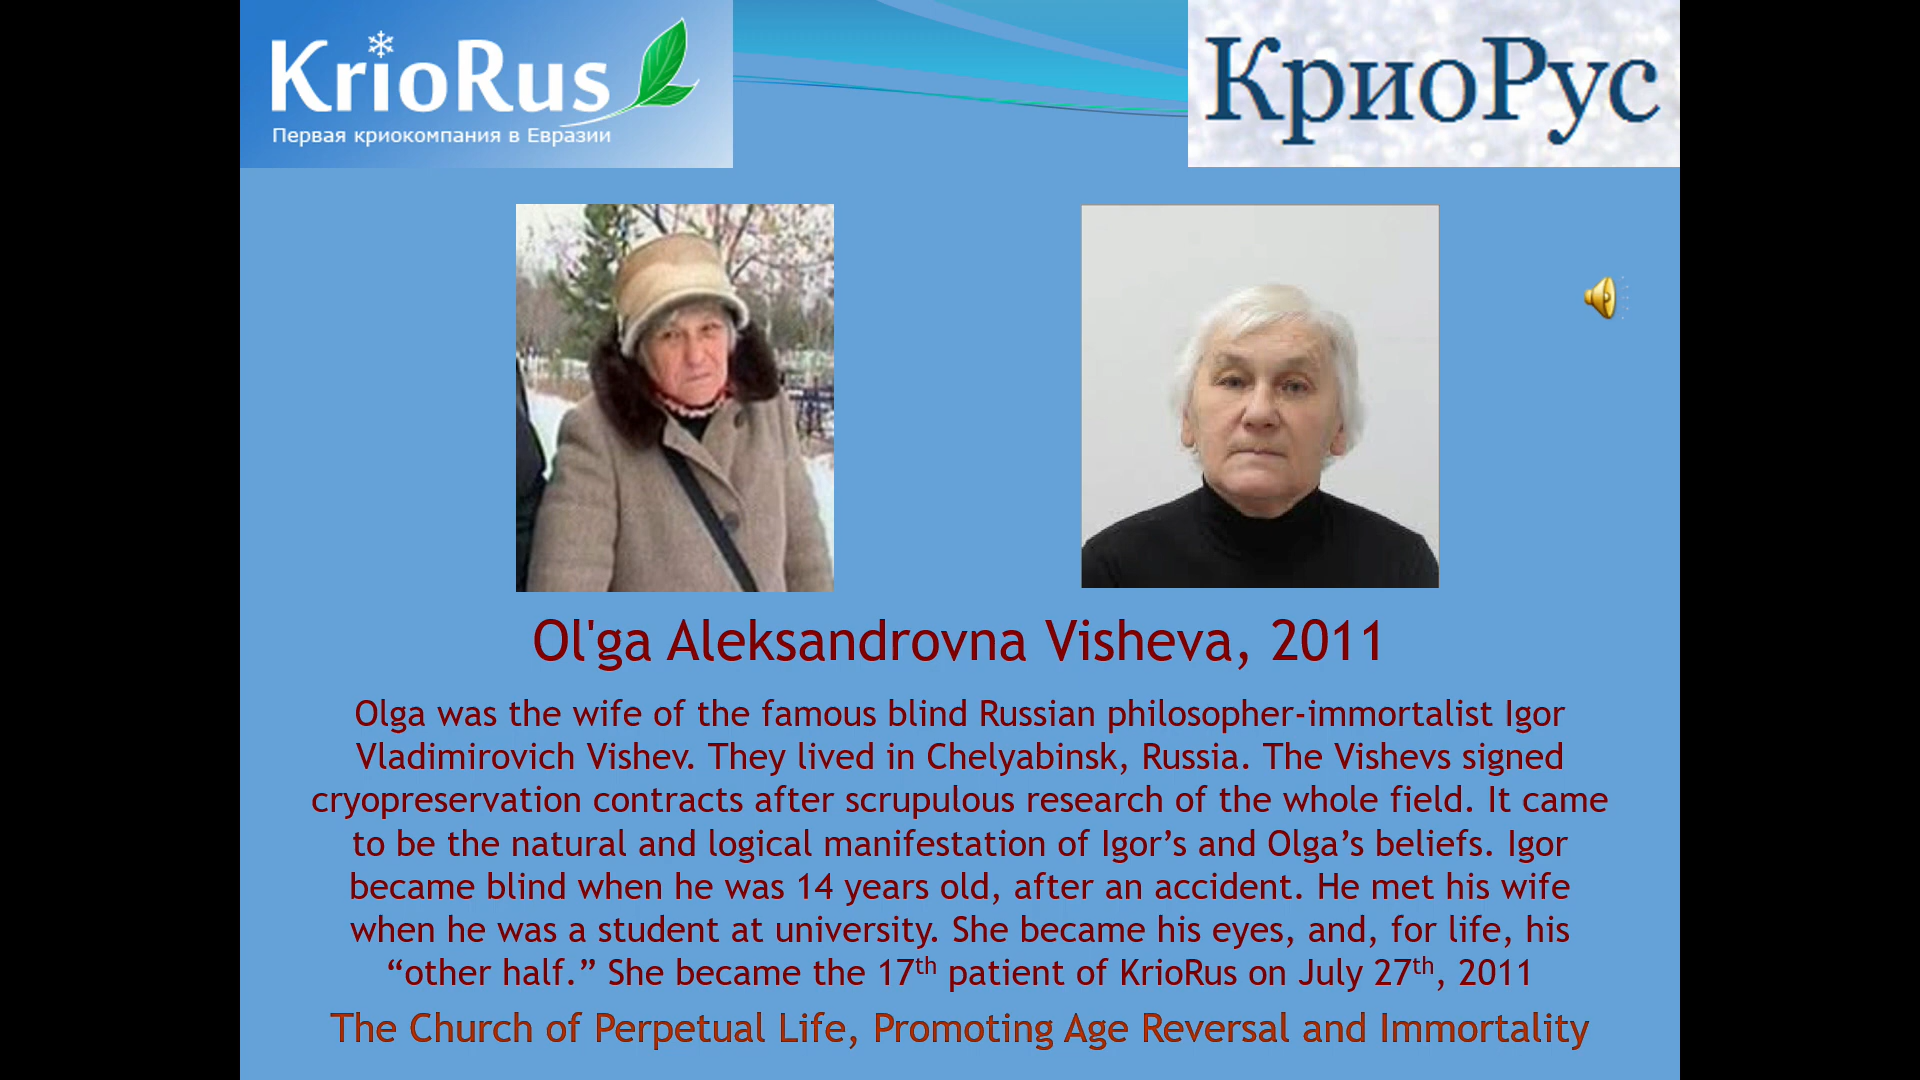 KrioRus
Первая криокомпания в Евразии
КриоРус
Ol'ga Aleksandrovna Visheva, 2011
Olga was the wife of the famous blind Russian philosopher-immortalist Igor
Vladimirovich Vishev. They lived in Chelyabinsk, Russia. The Vishevs signed
cryopreservation contracts after scrupulous research of the whole field. It came
to be the natural and logical manifestation of Igor’s and Olga’s beliefs. Igor
became blind when he was 14 years old, after an accident. He met his wife
when he was a student at university. She became his eyes, and, for life, his
“other half.” She became the 17th patient of KrioRus on July 27th, 2011
The Church of Perpetual Life, Promoting Age Reversal and Immortality